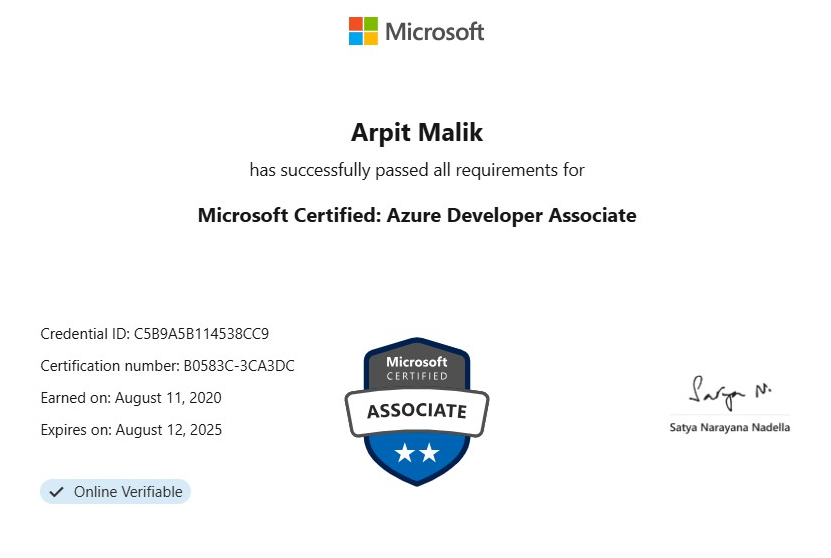 Microsoft
Arpit Malik
has successfully passed all requirements for
Microsoft Certified: Azure Developer Associate
Credential ID: C5B9A5B114538CC9
Certification number: B0583C-3CA3DC
Earned on: August 11, 2020
Expires on: August 12, 2025
Online Verifiable
Microsoft
CERTIFIED
ASSOCIATE
Satya N.
Satya Narayana Nadella